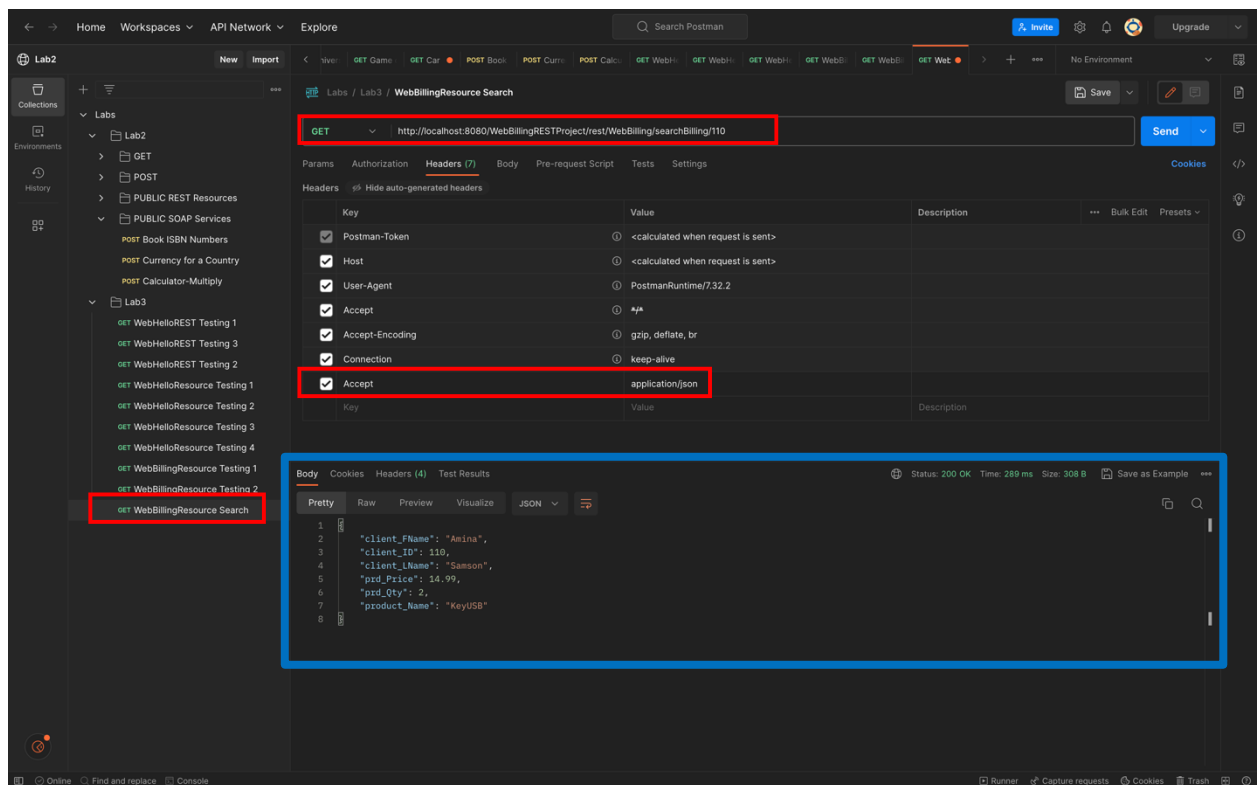 Home Workspaces API Network Explore Search Postman Invite Upgrade
Lab2 New Import GET Game GET Car POST Book POST Curre POST Calcu GET WebH GET WebH GET WebH GET WebBi GET WebBi GET Web No Environment
Collections
Environments
History
Labs
Lab2
GET
POST
PUBLIC REST Resources
PUBLIC SOAP Services
POST Book ISBN Numbers
POST Currency for a Country
POST Calculator-Multiply
Lab3
GET WebHelloREST Testing 1
GET WebHelloREST Testing 3
GET WebHelloREST Testing 2
GET WebHelloResource Testing 1
GET WebHelloResource Testing 2
GET WebHelloResource Testing 3
GET WebHelloResource Testing 4
GET WebBillingResource Testing 1
GET WebBillingResource Testing 2
GET WebBillingResource Search
HTTP Labs / Lab3 / WebBillingResource Search Save
GET http://localhost:8080/WebBillingRESTProject/rest/WebBilling/searchBilling/110 Send
Params Authorization Headers (7) Body Pre-request Script Tests Settings Cookies
Headers Hide auto-generated headers
Key Value Description Bulk Edit Presets
Postman-Token <calculated when request is sent>
Host <calculated when request is sent>
User-Agent PostmanRuntime/7.32.2
Accept */*
Accept-Encoding gzip, deflate, br
Connection keep-alive
Accept application/json
Key Value Description
Body Cookies Headers (4) Test Results Status: 200 OK Time: 289 ms Size: 308 B Save as Example
Pretty Raw Preview Visualize JSON
1 {
2 "client_FName": "Amina",
3 "client_ID": 110,
4 "client_LName": "Samson",
5 "prd_Price": 14.99,
6 "prd_Qty": 2,
7 "product_Name": "KeyUSB"
8 }
Online Find and replace Console Runner Capture requests Cookies Trash